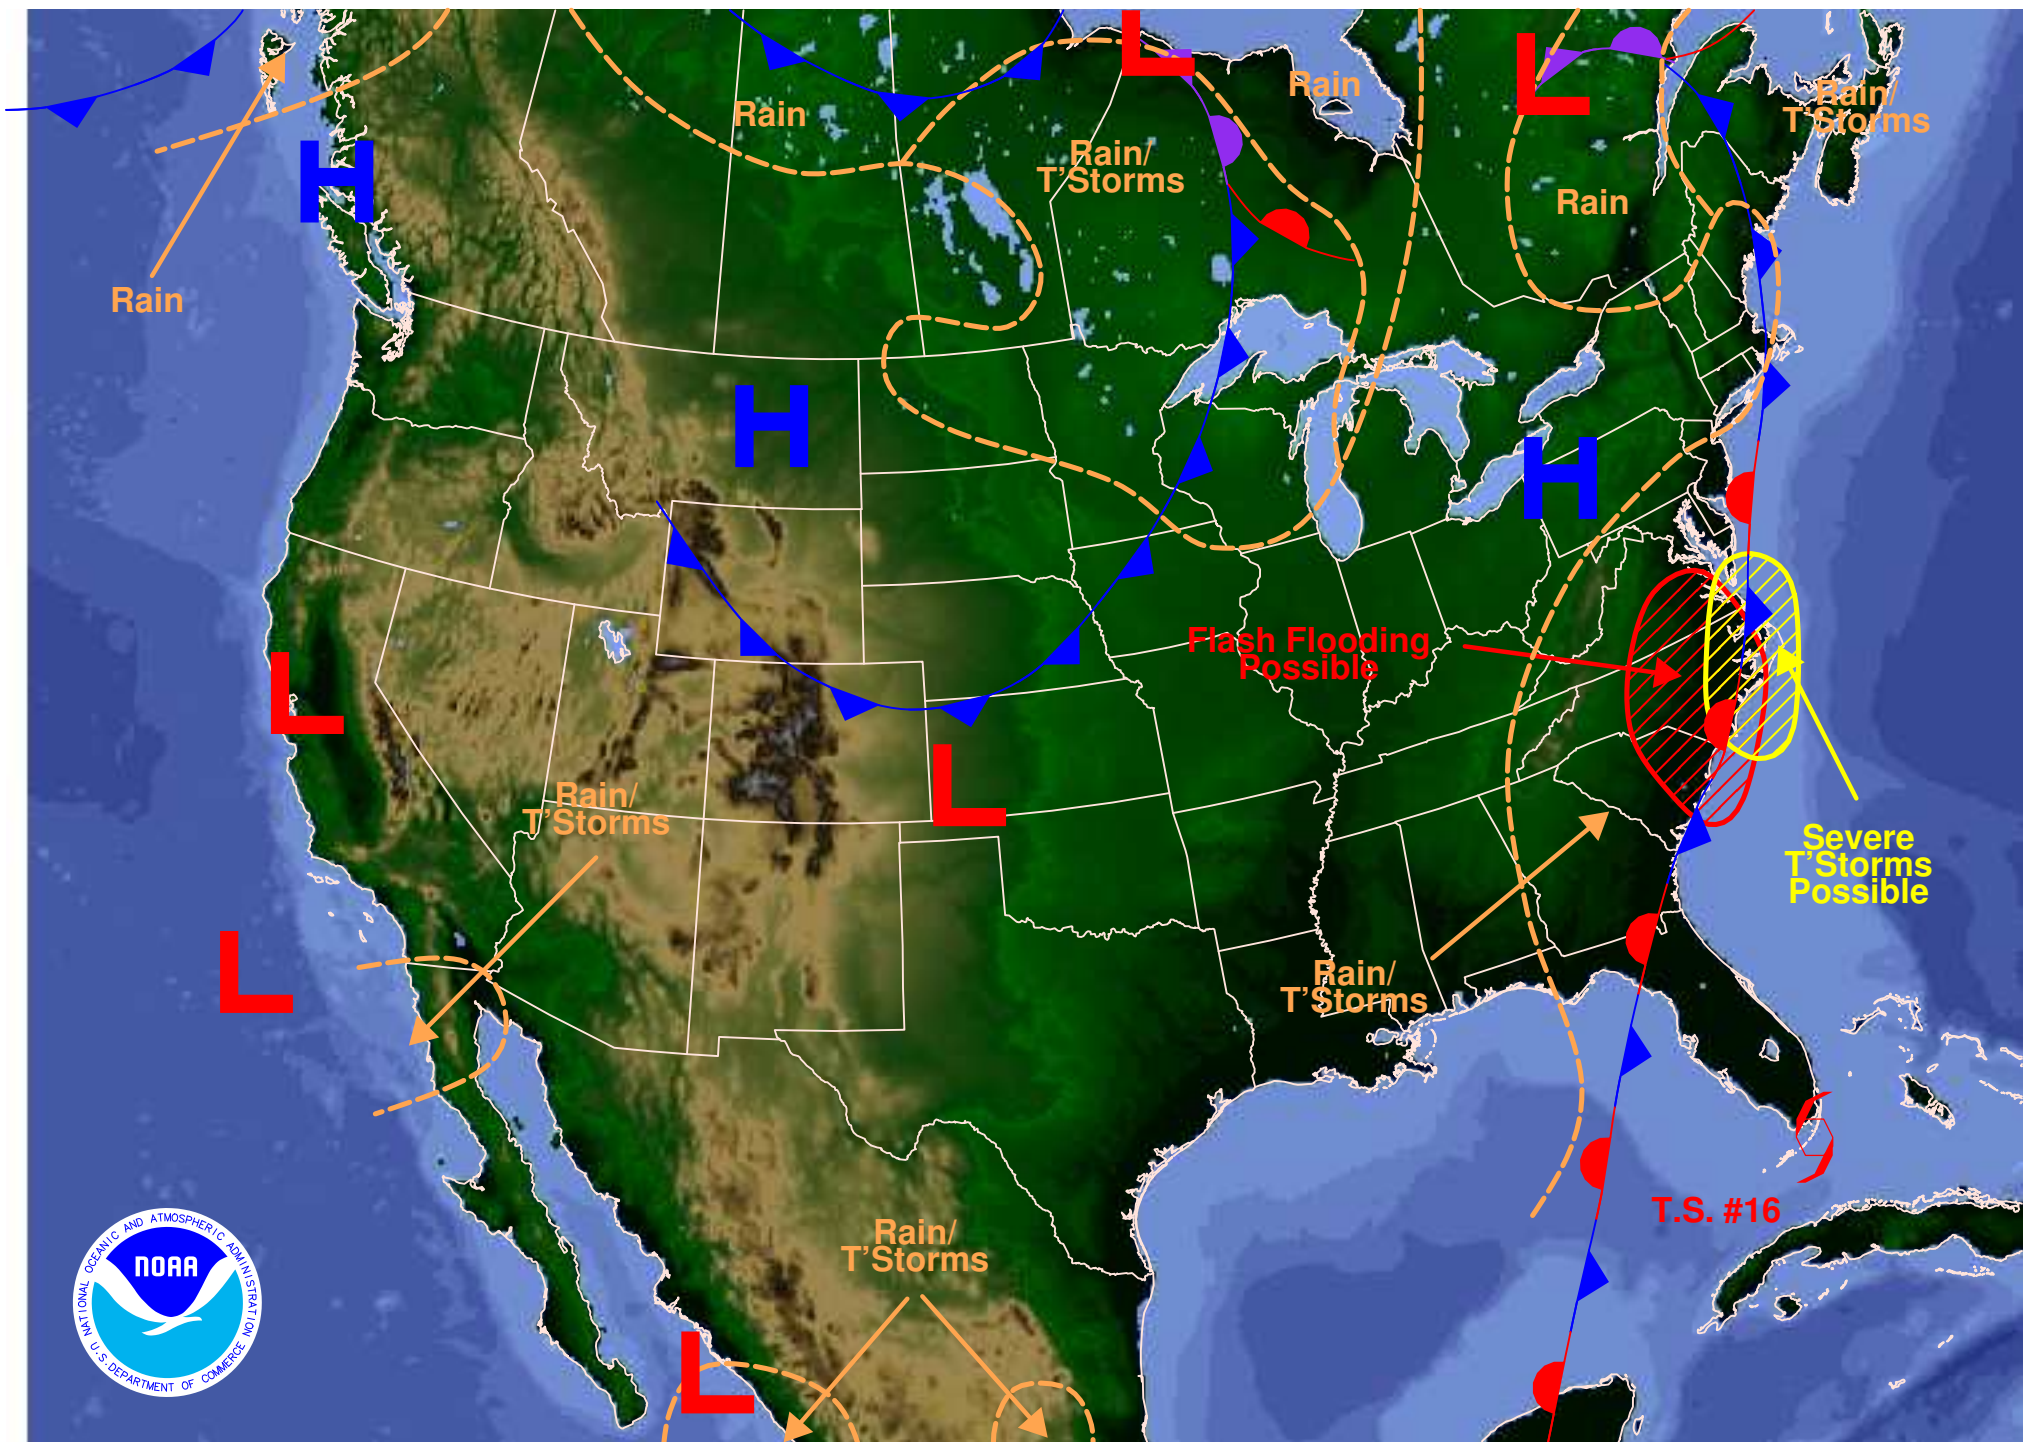 L
L
Rain
Rain/
T'Storms
Rain
Rain/
T'Storms
Rain
H
Rain
Rain
H
H
Flash Flooding
Possible
L
L
Rain/
T'Storms
Severe
T'Storms
Possible
L
Rain/
T'Storms
T.S. #16
Rain/
T'Storms
L
NATIONAL OCEANIC AND ATMOSPHERIC ADMINISTRATION
NOAA
U.S. DEPARTMENT OF COMMERCE